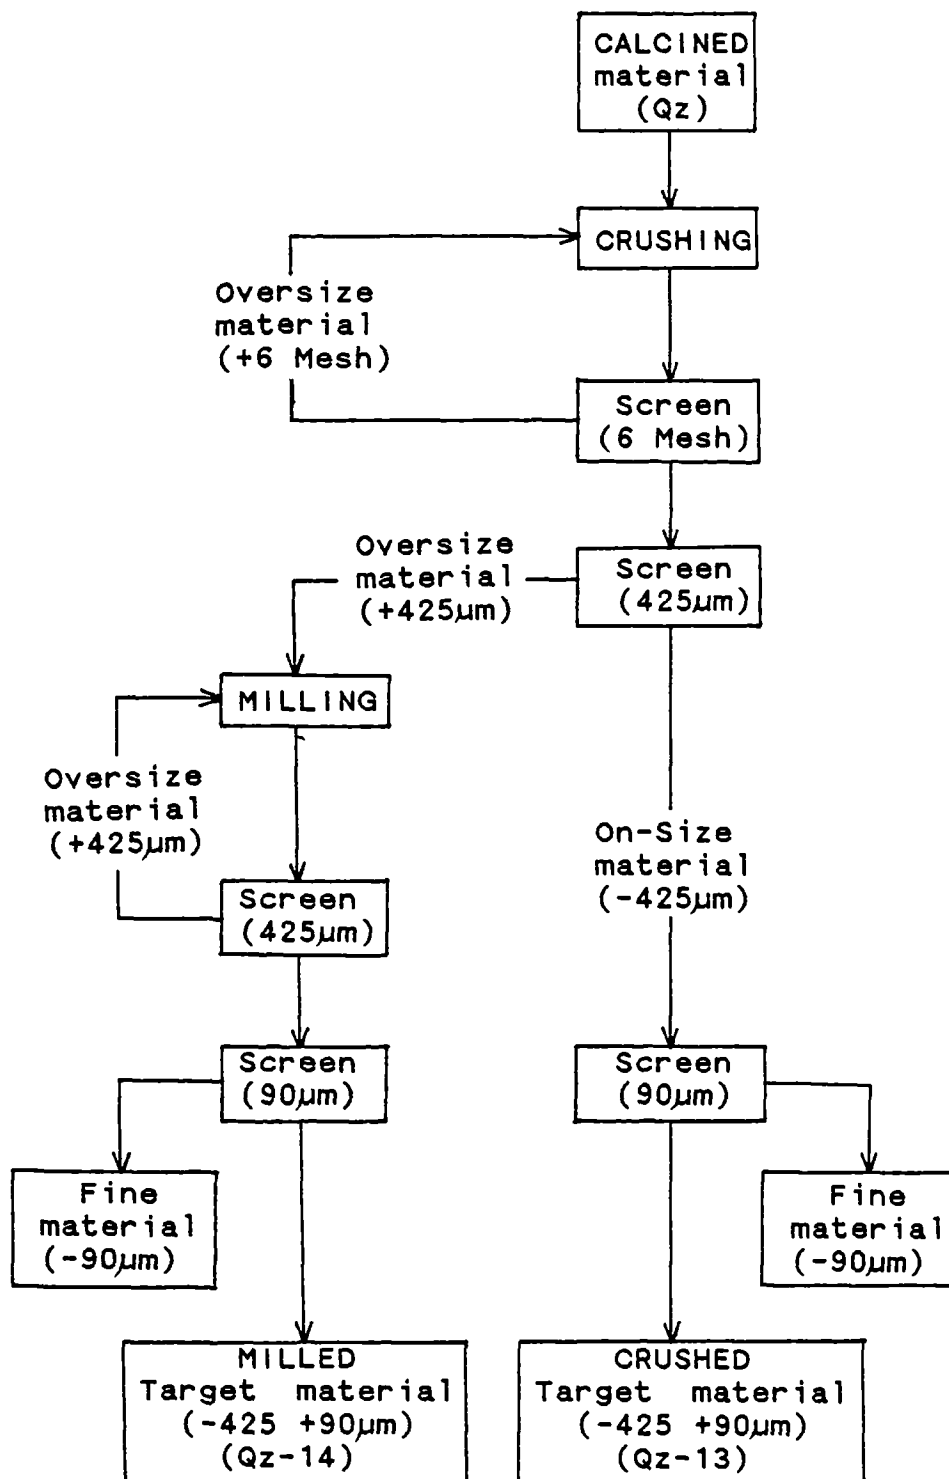 CALCINED
material
(Qz)
CRUSHING
Oversize
material
(+6 Mesh)
Screen
(6 Mesh)
Oversize
material
(+425µm)
Screen
(425µm)
MILLING
Oversize
material
(+425µm)
On-Size
material
(-425µm)
Screen
(425µm)
Screen
(90µm)
Screen
(90µm)
Fine
material
(-90µm)
Fine
material
(-90µm)
MILLED
Target material
(-425 +90µm)
(Qz-14)
CRUSHED
Target material
(-425 +90µm)
(Qz-13)